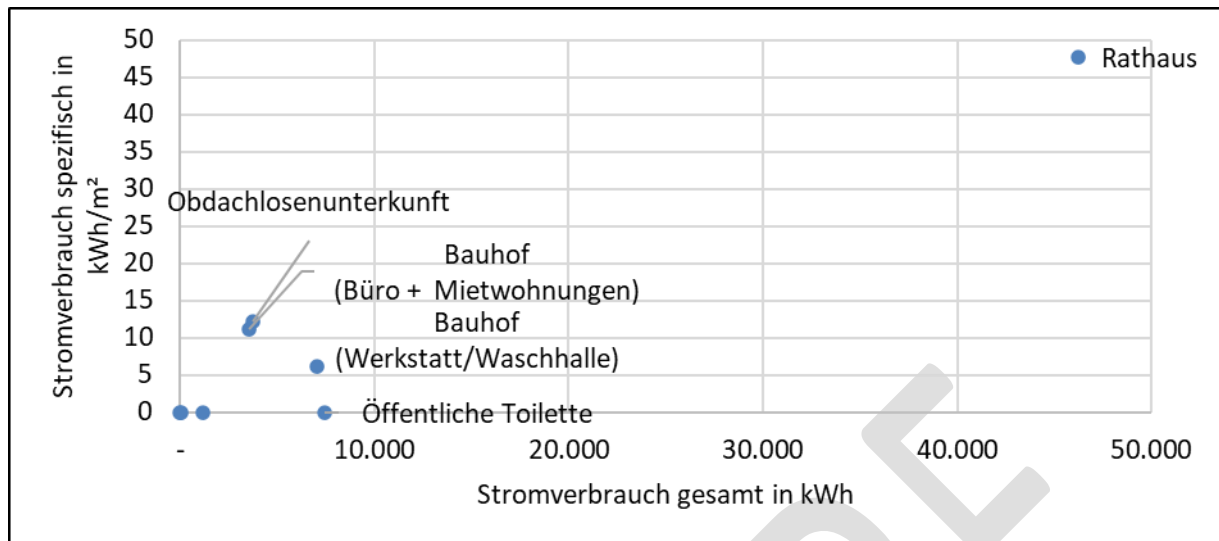 Stromverbrauch spezifisch in
kWh/m²
50
45
40
35
30
25
20
15
10
5
0
Rathaus
Obdachlosenunterkunft
Bauhof
(Büro + Mietwohnungen)
Bauhof
(Werkstatt/Waschhalle)
Öffentliche Toilette
-
10.000
20.000
30.000
40.000
50.000
Stromverbrauch gesamt in kWh